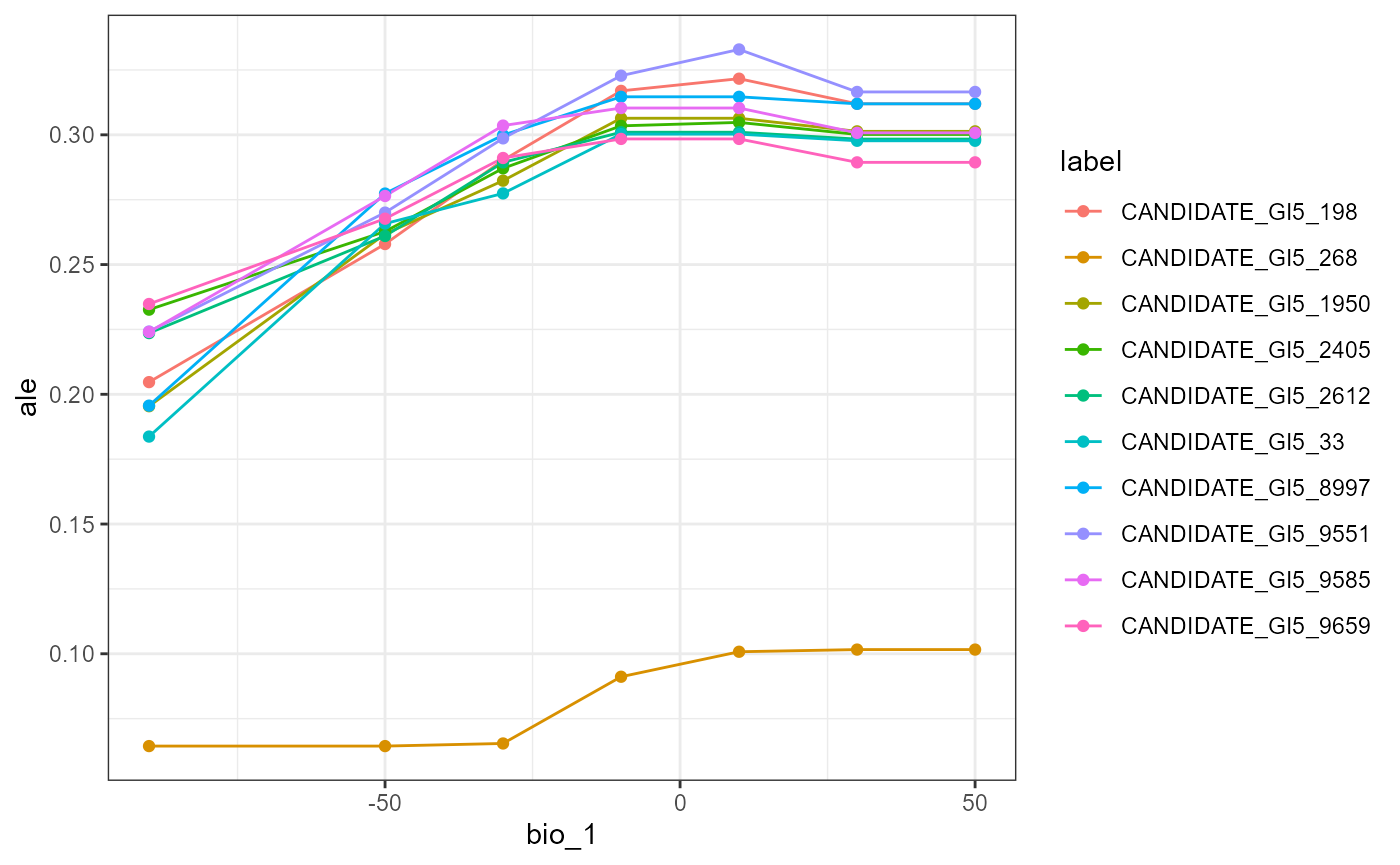 0.30
0.25
0.20
0.15
0.10
ale
-50
0
50
bio_1
label
CANDIDATE_GI5_198
CANDIDATE_GI5_268
CANDIDATE_GI5_1950
CANDIDATE_GI5_2405
CANDIDATE_GI5_2612
CANDIDATE_GI5_33
CANDIDATE_GI5_8997
CANDIDATE_GI5_9551
CANDIDATE_GI5_9585
CANDIDATE_GI5_9659